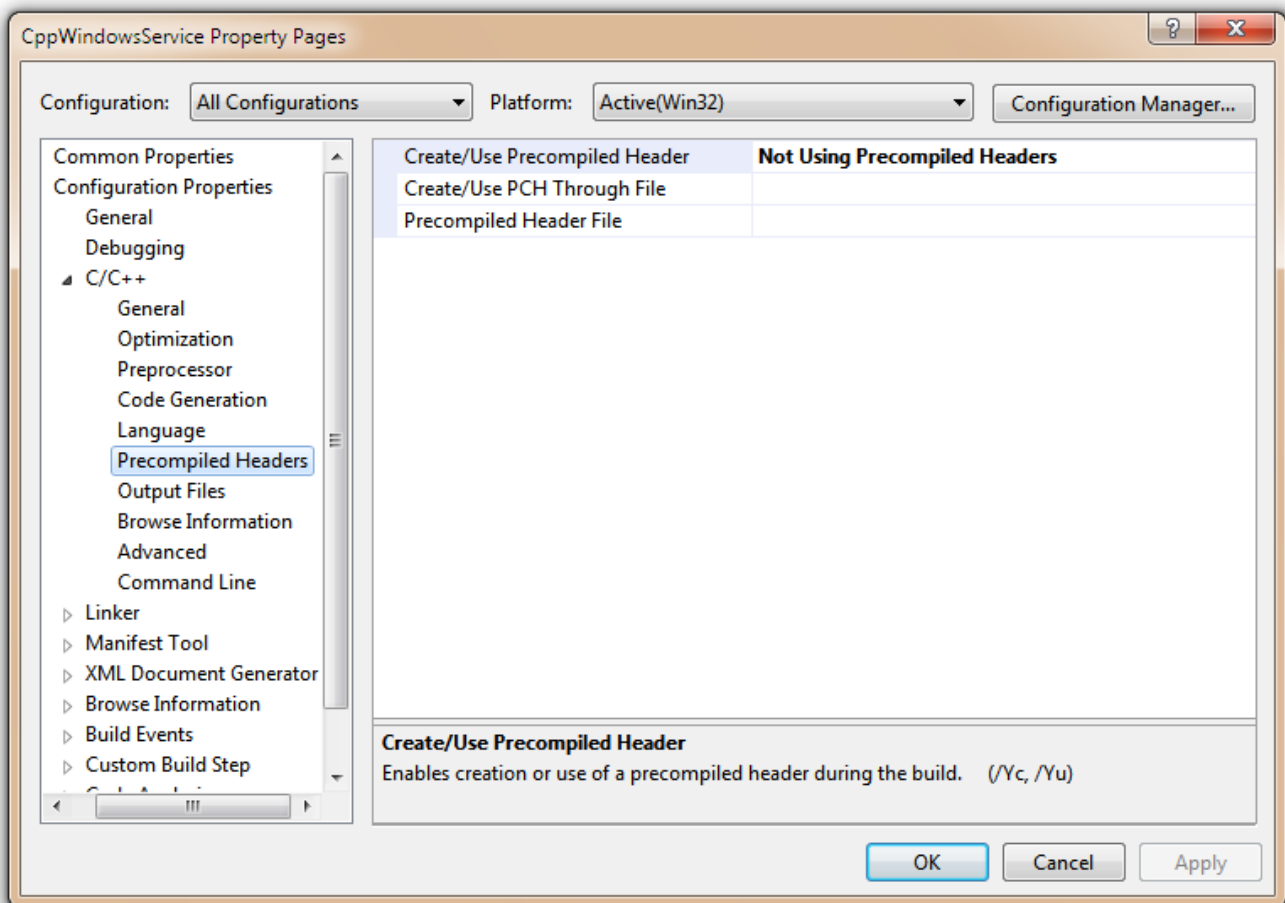 CppWindowsService Property Pages
Configuration: All Configurations Platform: Active(Win32) Configuration Manager...
Common Properties
Configuration Properties
General
Debugging
C/C++
General
Optimization
Preprocessor
Code Generation
Language
Precompiled Headers
Output Files
Browse Information
Advanced
Command Line
Linker
Manifest Tool
XML Document Generator
Browse Information
Build Events
Custom Build Step
Create/Use Precompiled Header Not Using Precompiled Headers
Create/Use PCH Through File
Precompiled Header File
Create/Use Precompiled Header
Enables creation or use of a precompiled header during the build. (/Yc, /Yu)
OK Cancel Apply